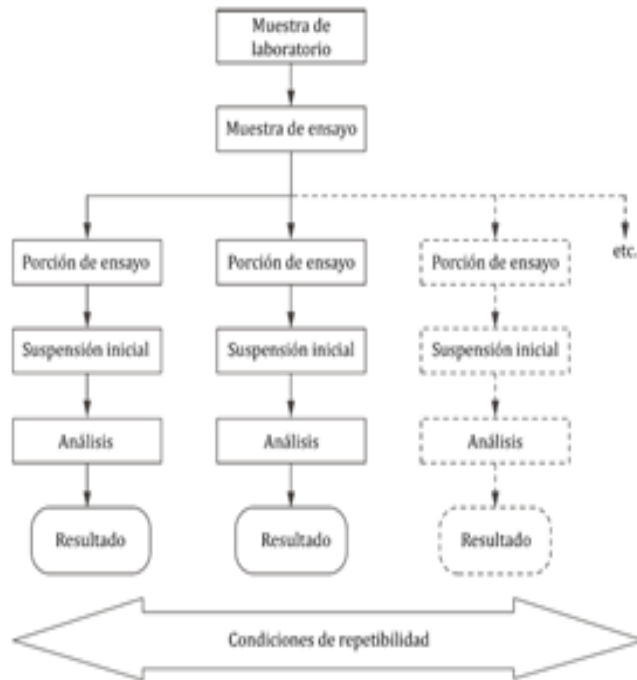 Muestra de
laboratorio
Muestra de ensayo
etc.
Porción de ensayo
Porción de ensayo
Porción de ensayo
Suspensión inicial
Suspensión inicial
Suspensión inicial
Análisis
Análisis
Análisis
Resultado
Resultado
Resultado
Condiciones de repetibilidad